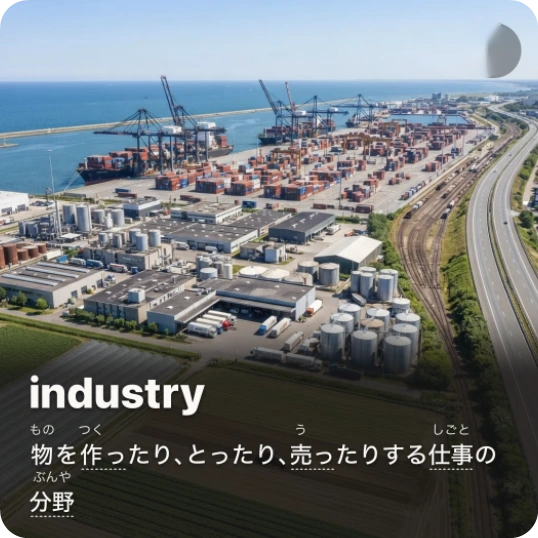 industry
もの つく う しごと
物を作ったり、とったり、売ったりする仕事の
ぶんや
分野